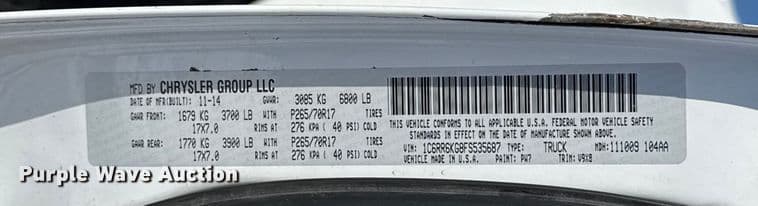 MFD BY CHRYSLER GROUP LLC
DATE OF MFR(BUILT): 11-14 GVWR: 3085 KG 6800 LB
GAWR FRONT: 1679 KG 3700 LB P265/70R17 TIRES
17X7.0 RIMS AT 276 KPA ( 40 PSI) COLD
GAWR REAR: 1770 KG 3900 LB P265/70R17 TIRES
17X7.0 RIMS AT 276 KPA ( 40 PSI) COLD
THIS VEHICLE CONFORMS TO ALL APPLICABLE U.S.A. FEDERAL MOTOR VEHICLE SAFETY
STANDARDS IN EFFECT ON THE DATE OF MANUFACTURE SHOWN ABOVE.
VIN: 1C6RR6KG8FS535687 TYPE: TRUCK MDH: 111009 104AA
VEHICLE MADE IN U.S.A. PAINT: PW7 TRIM: V9X8
Purple Wave Auction